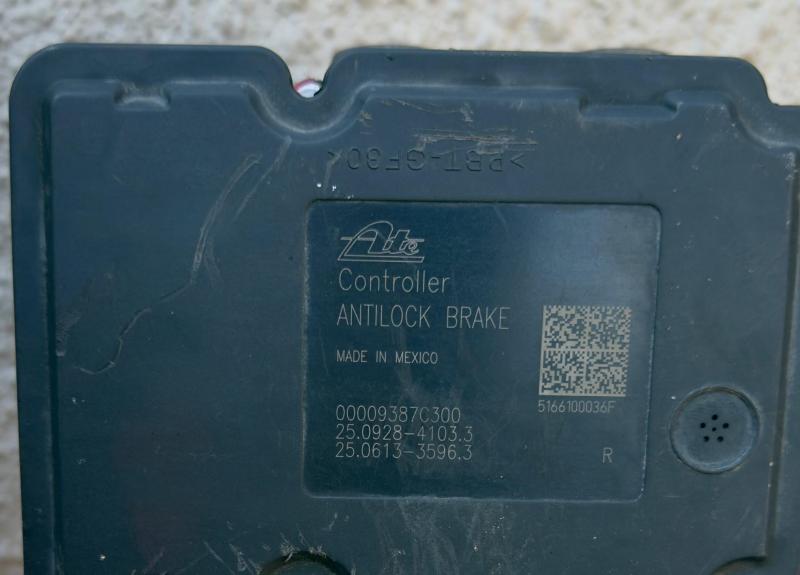 >PBT-GF30<
Ate
Controller
ANTILOCK BRAKE
MADE IN MEXICO
5166100036F
00009387C300
25.0928-4103.3
25.0613-3596.3
R